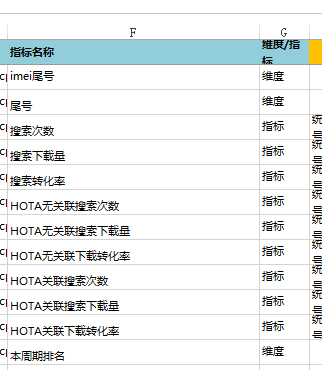 F G
指标名称 维度/指
标
imei尾号 维度
尾号 维度
搜索次数 指标
搜索下载量 指标
搜索转化率 指标
HOTA无关联搜索次数 指标
HOTA无关联搜索下载量 指标
HOTA无关联下载转化率 指标
HOTA关联搜索次数 指标
HOTA关联搜索下载量 指标
HOTA关联下载转化率 指标
本周期排名 维度